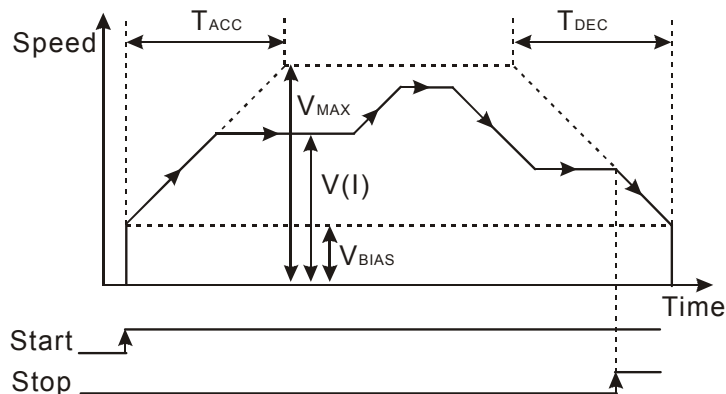 TACC
TDEC
Speed
VMAX
V(I)
VBIAS
Time
Start
Stop